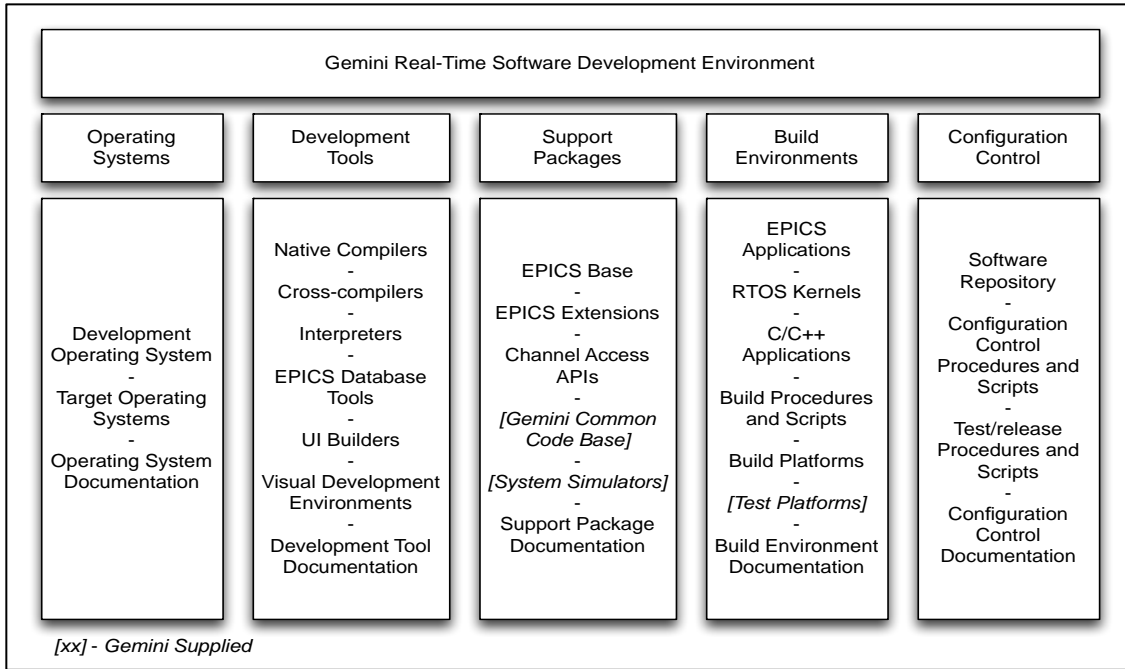 Gemini Real-Time Software Development Environment
Operating
Systems
Development
Tools
Support
Packages
Build
Environments
Configuration
Control
Development
Operating System
-
Target Operating
Systems
-
Operating System
Documentation
Native Compilers
-
Cross-compilers
-
Interpreters
-
EPICS Database
Tools
-
UI Builders
-
Visual Development
Environments
-
Development Tool
Documentation
EPICS Base
-
EPICS Extensions
-
Channel Access
APIs
-
[Gemini Common
Code Base]
-
[System Simulators]
-
Support Package
Documentation
EPICS
Applications
-
RTOS Kernels
-
C/C++
Applications
-
Build Procedures
and Scripts
-
Build Platforms
-
[Test Platforms]
-
Build Environment
Documentation
Software
Repository
-
Configuration
Control
Procedures and
Scripts
-
Test/release
Procedures and
Scripts
-
Configuration
Control
Documentation
[xx] - Gemini Supplied